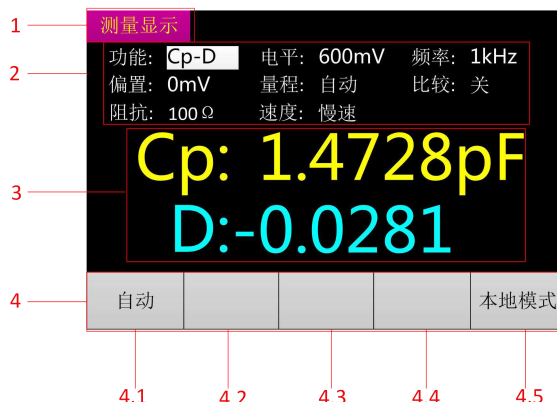 1
测量显示
2
功能: Cp-D 电平: 600mV 频率: 1kHz
偏置: 0mV 量程: 自动 比较: 关
阻抗: 100Ω 速度: 慢速
3
Cp: 1.4728pF
D:-0.0281
4
自动 本地模式
4.1 4.2 4.3 4.4 4.5